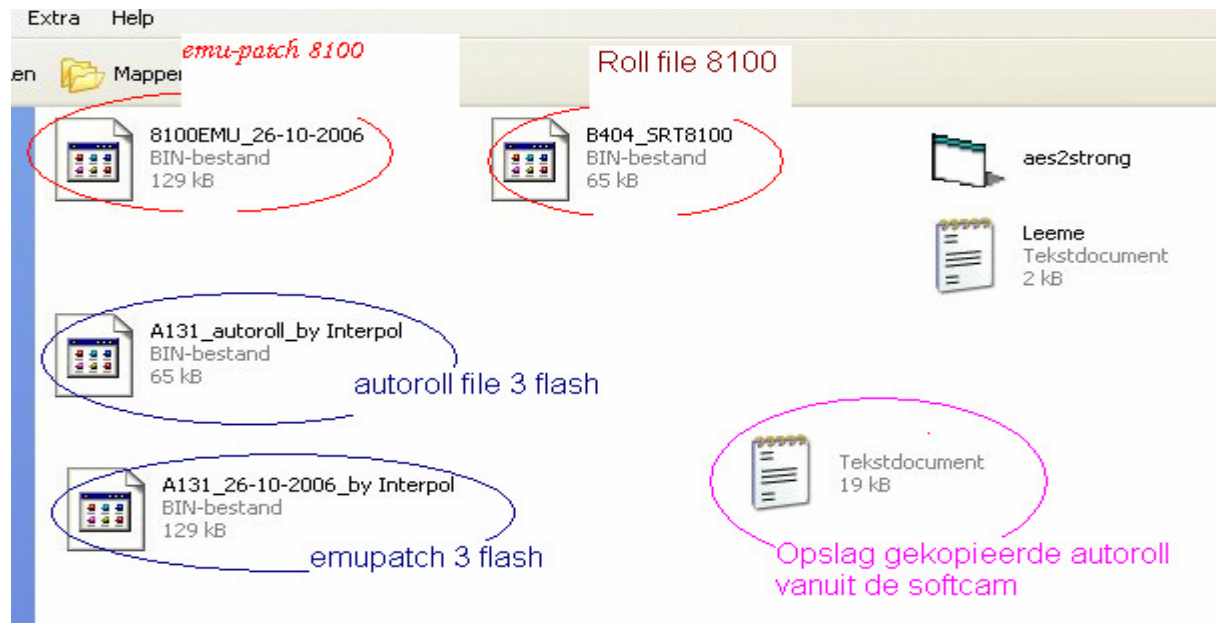 Extra Help
emu-patch 8100
Roll file 8100
en Mappe
8100EMU_26-10-2006
BIN-bestand
129 kB
B404_SRT8100
BIN-bestand
65 kB
aes2strong
Leeme
Tekstdocument
2 kB
A131_autoroll_by Interpol
BIN-bestand
65 kB
autoroll file 3 flash
A131_26-10-2006_by Interpol
BIN-bestand
129 kB
emupatch 3 flash
Tekstdocument
19 kB
Opslag gekopieerde autoroll
vanuit de softcam